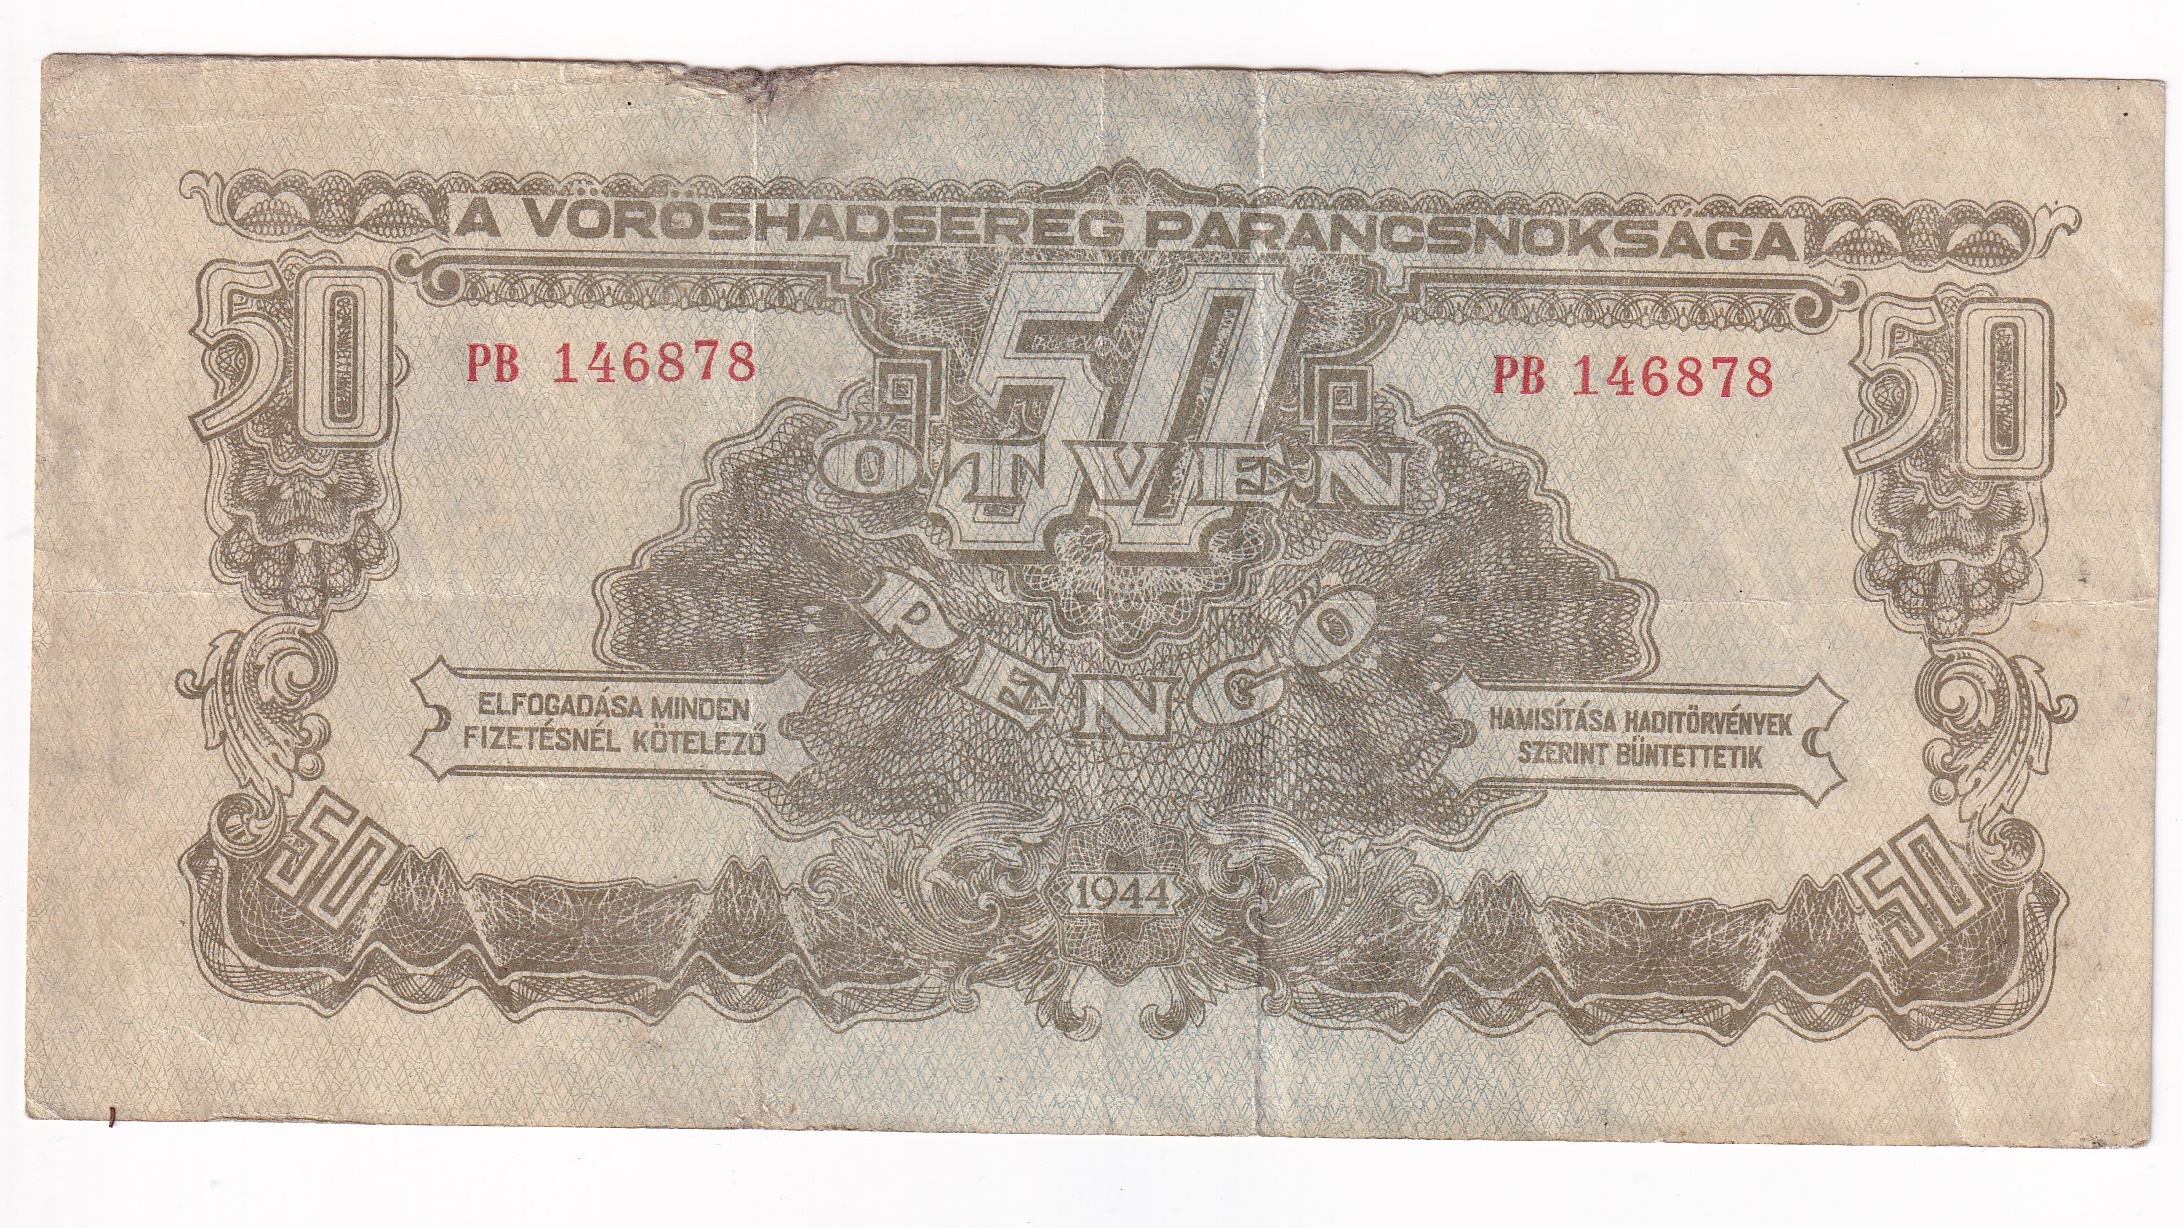 A VÖRÖSHADSEREG PARANCSNOKSÁGA
50 50 50
PB 146878 PB 146878
ÖTVEN
PENGŐ
ELFOGADÁSA MINDEN
FIZETÉSNÉL KÖTELEZŐ
HAMISÍTÁSA HADITÖRVÉNYEK
SZERINT BÜNTETTETIK
50 50
1944